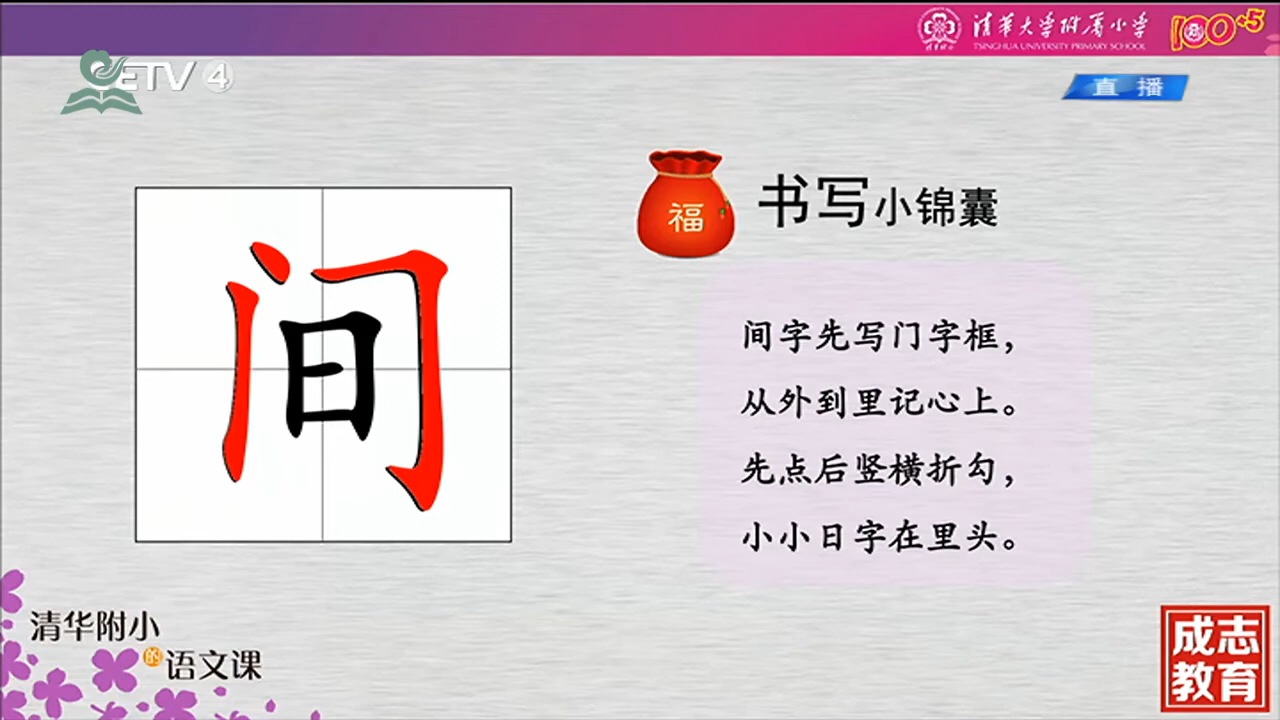 清华大学附属小学
TSINGHUA UNIVERSITY PRIMARY SCHOOL
100+5
CETV 4
直播
福
书写小锦囊
间
间字先写门字框，
从外到里记心上。
先点后竖横折勾，
小小日字在里头。
清华附小
的语文课
成志
教育